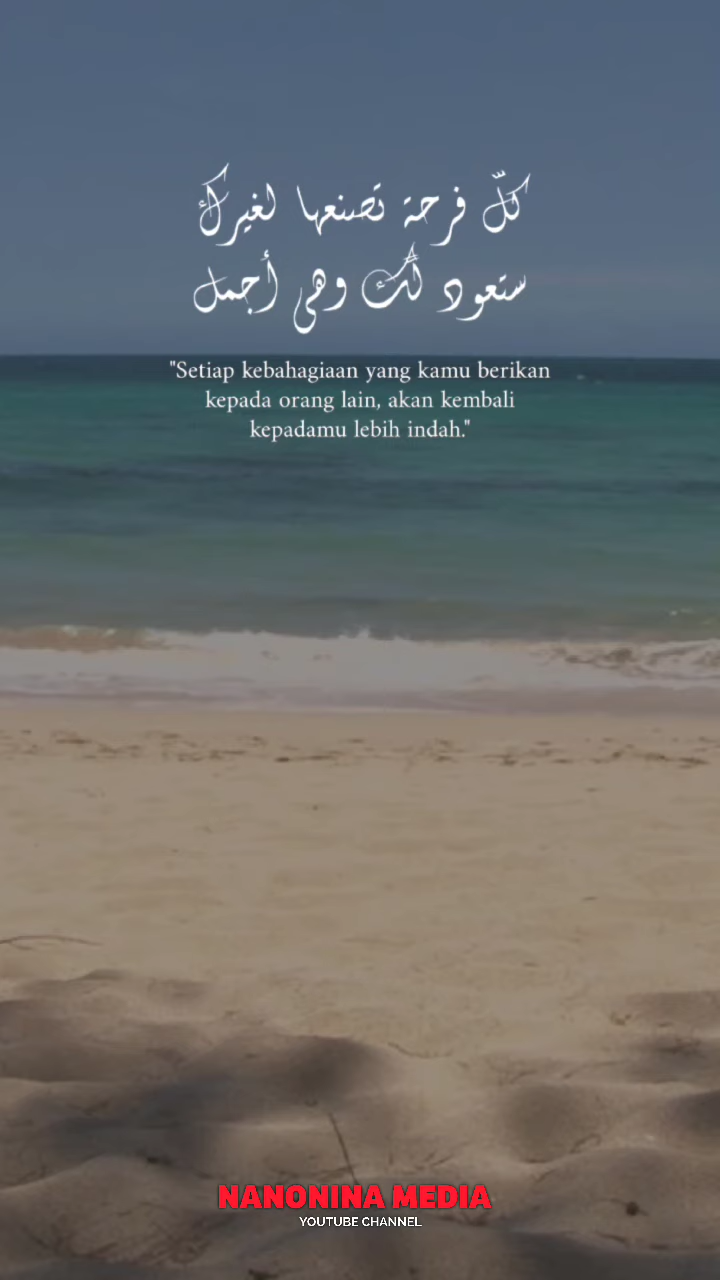 كلّ فرحة تصنعها لغيرك
ستعود لك وهي أجمل
"Setiap kebahagiaan yang kamu berikan
kepada orang lain, akan kembali
kepadamu lebih indah."
NANONINA MEDIA
YOUTUBE CHANNEL